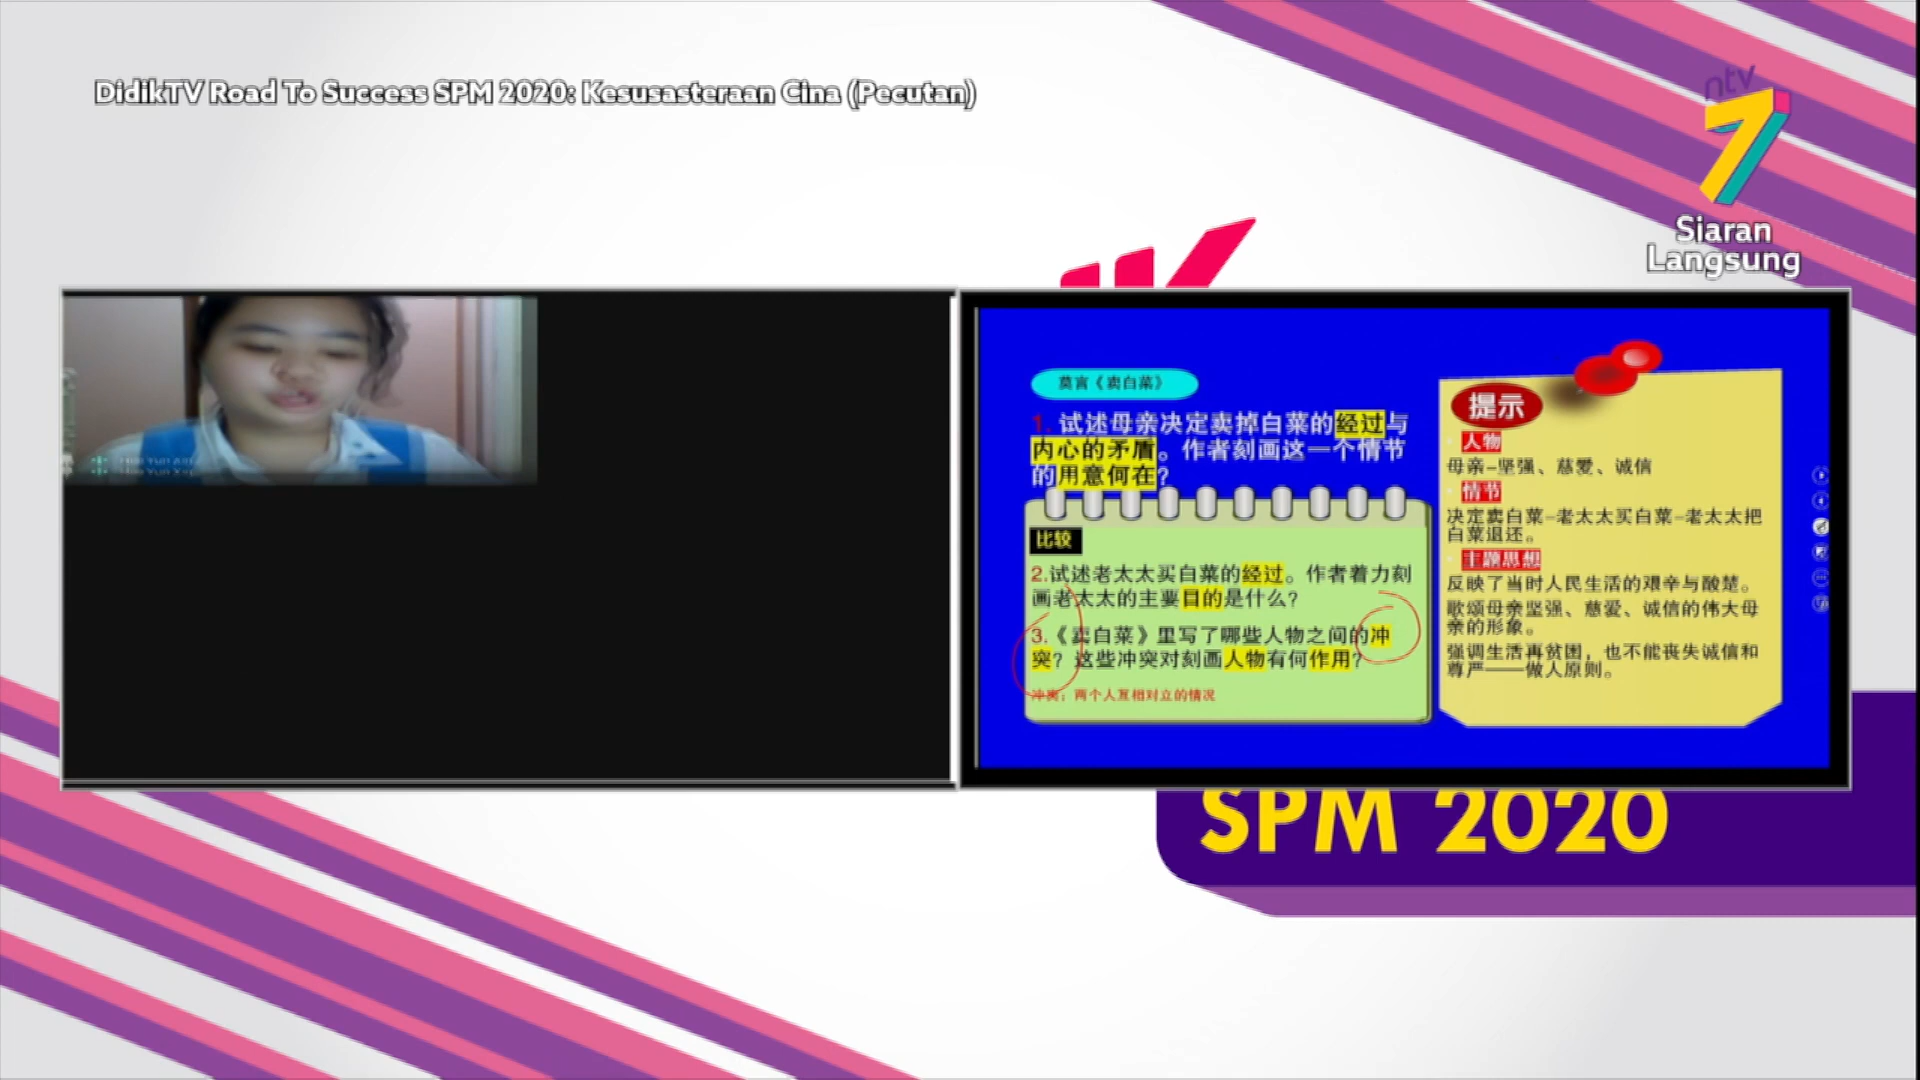 DidikTV Road To Success SPM 2020: Kesusasteraan Cina (Pecutan)
ntv
7
Siaran
Langsung
莫言《卖白菜》
1. 试述母亲决定卖掉白菜的经过与
内心的矛盾。作者刻画这一个情节
的用意何在?
比较
2.试述老太太买白菜的经过。作者着力刻
画老太太的主要目的是什么?
3.《卖白菜》里写了哪些人物之间的冲
突? 这些冲突对刻画人物有何作用?
冲突: 两个人互相对立的情况
提示
人物
母亲-坚强、慈爱、诚信
情节
决定卖白菜-老太太买白菜-老太太把
白菜退还。
主题思想
反映了当时人民生活的艰辛与酸楚。
歌颂母亲坚强、慈爱、诚信的伟大母
亲的形象。
强调生活再贫困, 也不能丧失诚信和
尊严——做人原则。
SPM 2020